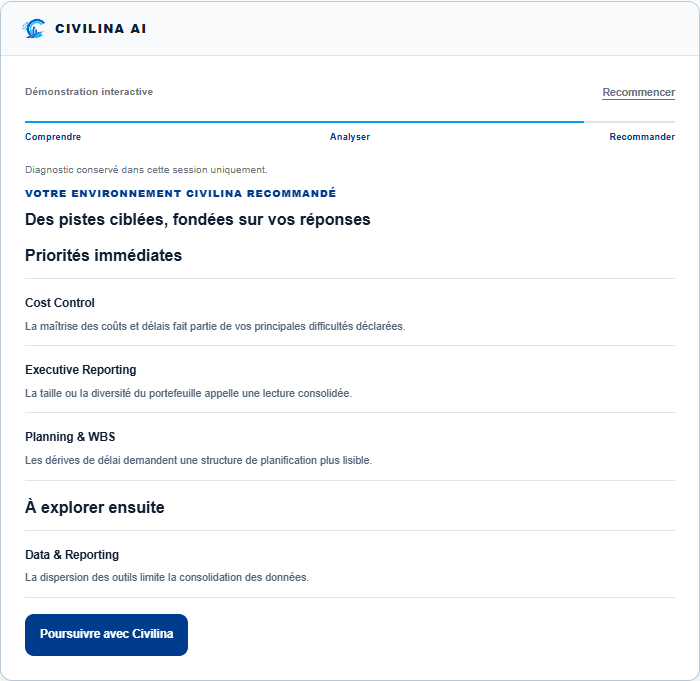 CIVILINA AI
Démonstration interactive
Recommencer
Comprendre
Analyser
Recommander
Diagnostic conservé dans cette session uniquement.
VOTRE ENVIRONNEMENT CIVILINA RECOMMANDÉ
Des pistes ciblées, fondées sur vos réponses
Priorités immédiates
Cost Control
La maîtrise des coûts et délais fait partie de vos principales difficultés déclarées.
Executive Reporting
La taille ou la diversité du portefeuille appelle une lecture consolidée.
Planning & WBS
Les dérives de délai demandent une structure de planification plus lisible.
À explorer ensuite
Data & Reporting
La dispersion des outils limite la consolidation des données.
Poursuivre avec Civilina